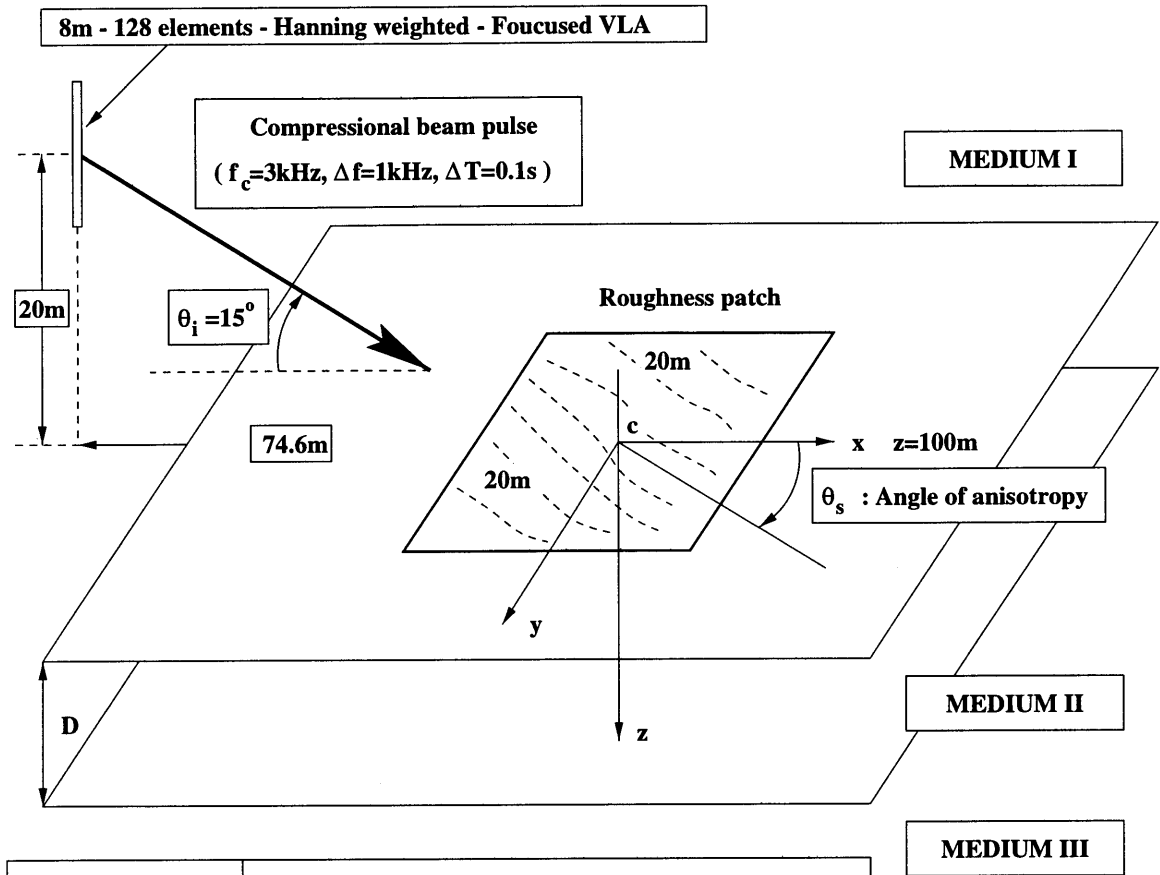 8m - 128 elements - Hanning weighted - Foucused VLA
Compressional beam pulse
( f_c=3kHz, Δf=1kHz, ΔT=0.1s )
MEDIUM I
20m
θ_i =15°
Roughness patch
20m
c
x z=100m
74.6m
20m
θ_s : Angle of anisotropy
y
D
z
MEDIUM II
MEDIUM III